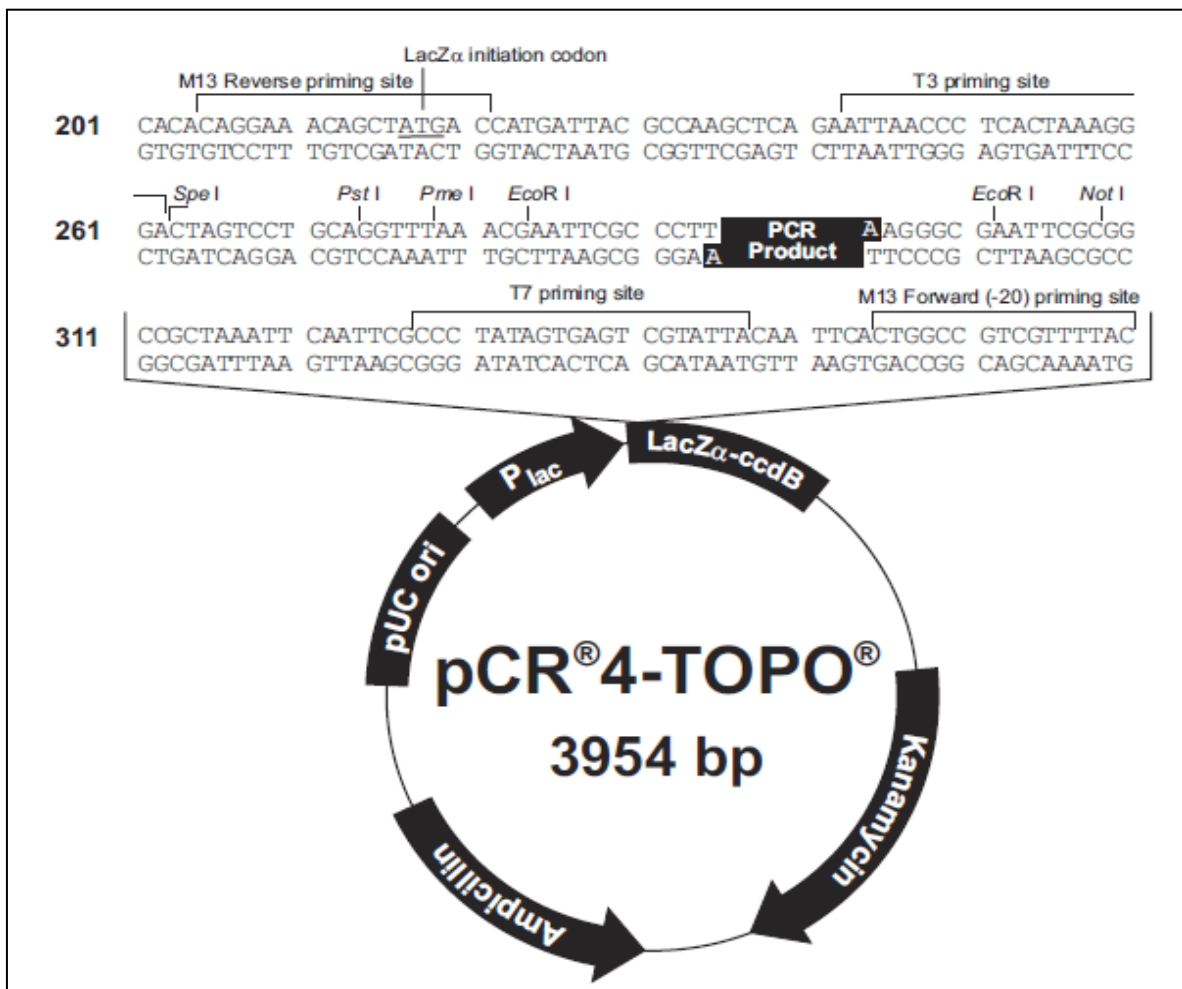 LacZα initiation codon
M13 Reverse priming site
T3 priming site
201 CACACAGGAA ACAGCTATGA CCATGATTAC GCCAAGCTCA GAATTAACCC TCACTAAAGG
GTGTGTCCTT TGTCGATACT GGTACTAATG CGGTTCGAGT CTTAATTGGG AGTGATTTCC
Spe I Pst I Pme I EcoR I EcoR I Not I
261 GACTAGTCCT GCAGGTTTAA ACGAATTCGC CCTT PCR A AGGGC GAATTCGCGG
CTGATCAGGA CGTCCAAATT TGCTTAAGCG GGAA Product TTCCCG CTTAAGCGCC
T7 priming site
M13 Forward (-20) priming site
311 CCGCTAAATT CAATTCGCCC TATAGTGAGT CGTATTACAA TTCACTGGCC GTCGTTTTAC
GGCGATTTAA GTTAAGCGGG ATATCACTCA GCATAATGTT AAGTGACCGG CAGCAAAATG
Plac
LacZα-ccdB
pUC ori
pCR®4-TOPO®
3954 bp
Kanamycin
Ampicillin